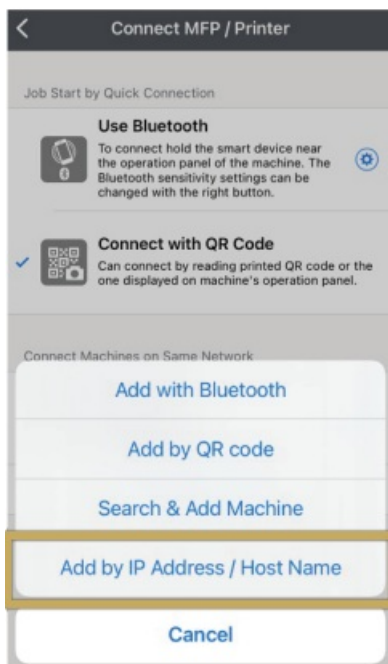 Connect MFP / Printer
Job Start by Quick Connection
Use Bluetooth
To connect hold the smart device near
the operation panel of the machine. The
Bluetooth sensitivity settings can be
changed with the right button.
Connect with QR Code
Can connect by reading printed QR code or the
one displayed on machine's operation panel.
Connect Machines on Same Network
Add with Bluetooth
Add by QR code
Search & Add Machine
Add by IP Address / Host Name
Cancel